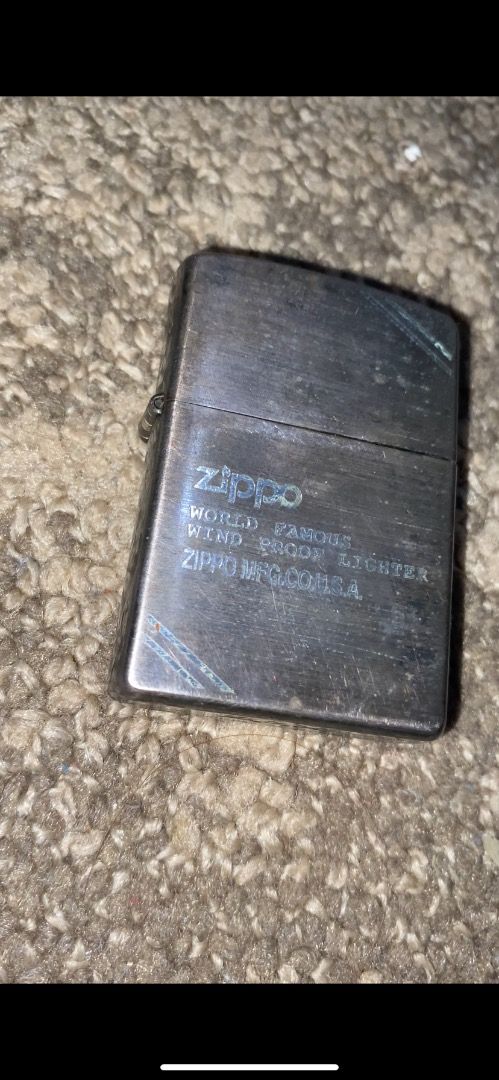 zippo
WORLD FAMOUS
WIND PROOF LIGHTER
ZIPPO MFG.CO.U.S.A.